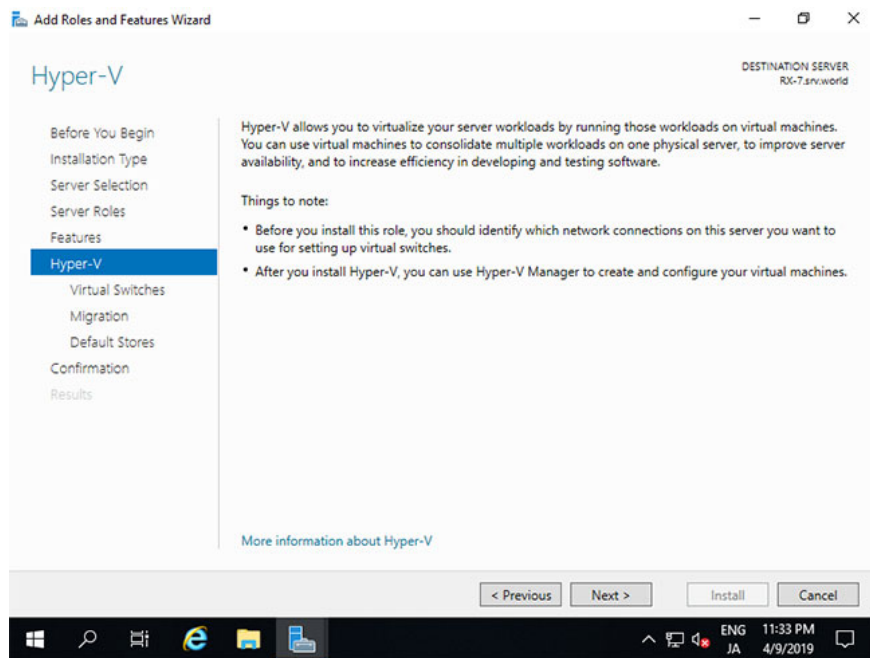 Add Roles and Features Wizard
Hyper-V
DESTINATION SERVER
RX-7.srv.world
Before You Begin
Installation Type
Server Selection
Server Roles
Features
Hyper-V
Virtual Switches
Migration
Default Stores
Confirmation
Results
Hyper-V allows you to virtualize your server workloads by running those workloads on virtual machines.
You can use virtual machines to consolidate multiple workloads on one physical server, to improve server
availability, and to increase efficiency in developing and testing software.
Things to note:
• Before you install this role, you should identify which network connections on this server you want to
use for setting up virtual switches.
• After you install Hyper-V, you can use Hyper-V Manager to create and configure your virtual machines.
More information about Hyper-V
< Previous Next > Install Cancel
ENG 11:33 PM
JA 4/9/2019